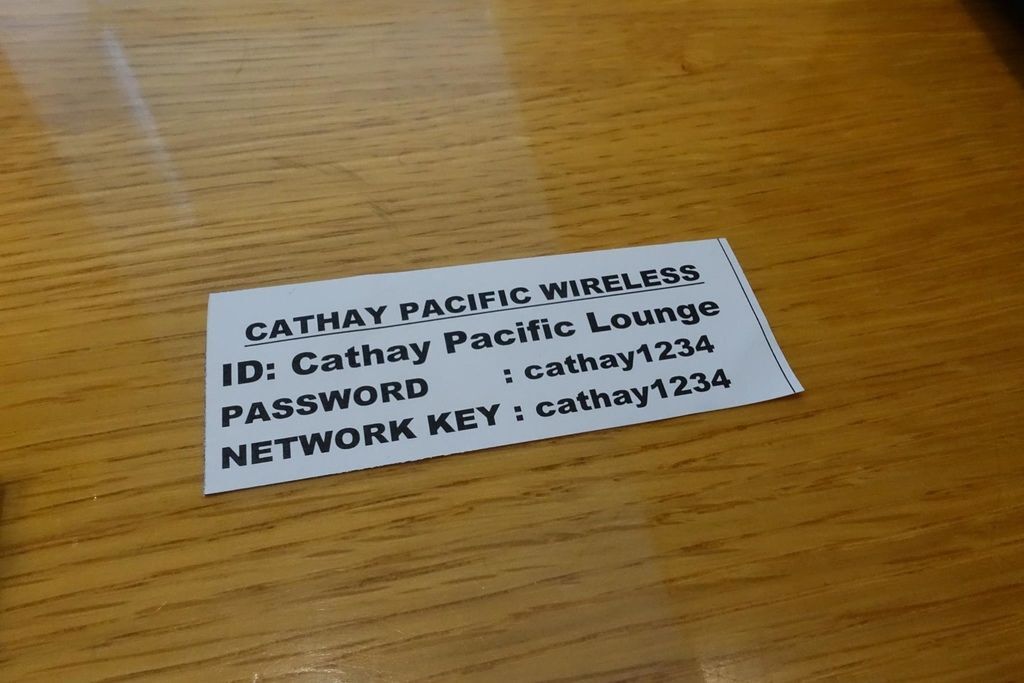 CATHAY PACIFIC WIRELESS
ID: Cathay Pacific Lounge
PASSWORD : cathay1234
NETWORK KEY : cathay1234